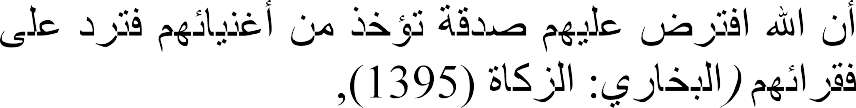 أن الله افترض عليهم صدقة تؤخذ من أغنيائهم فترد على
فقرائهم (البخاري: الزكاة (1395),